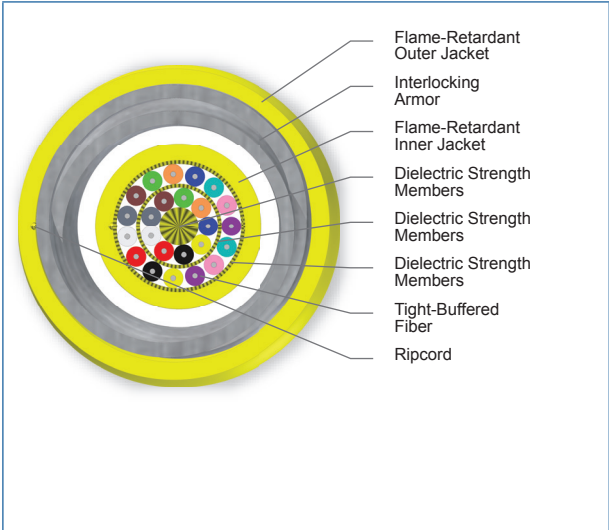 Flame-Retardant
Outer Jacket
Interlocking
Armor
Flame-Retardant
Inner Jacket
Dielectric Strength
Members
Dielectric Strength
Members
Dielectric Strength
Members
Tight-Buffered
Fiber
Ripcord